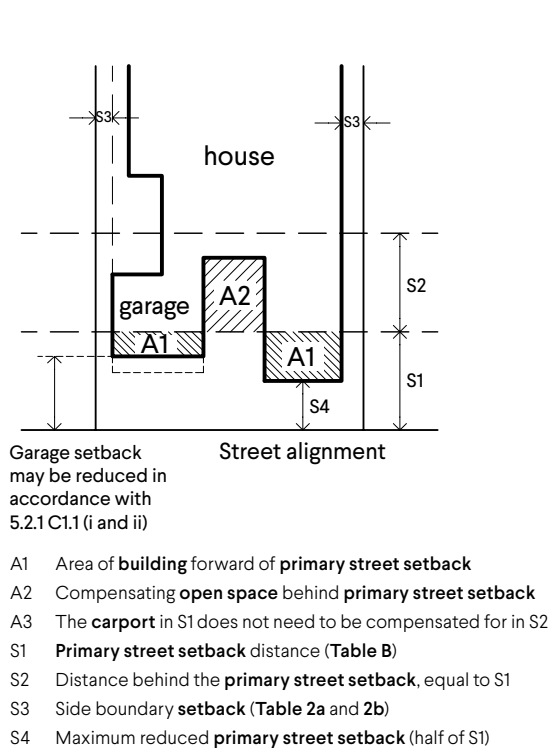 S3
S3
house
S2
A2
garage
A1
A1
S1
S4
Garage setback
may be reduced in
accordance with
5.2.1 C1.1 (i and ii)
Street alignment
A1 Area of building forward of primary street setback
A2 Compensating open space behind primary street setback
A3 The carport in S1 does not need to be compensated for in S2
S1 Primary street setback distance (Table B)
S2 Distance behind the primary street setback, equal to S1
S3 Side boundary setback (Table 2a and 2b)
S4 Maximum reduced primary street setback (half of S1)